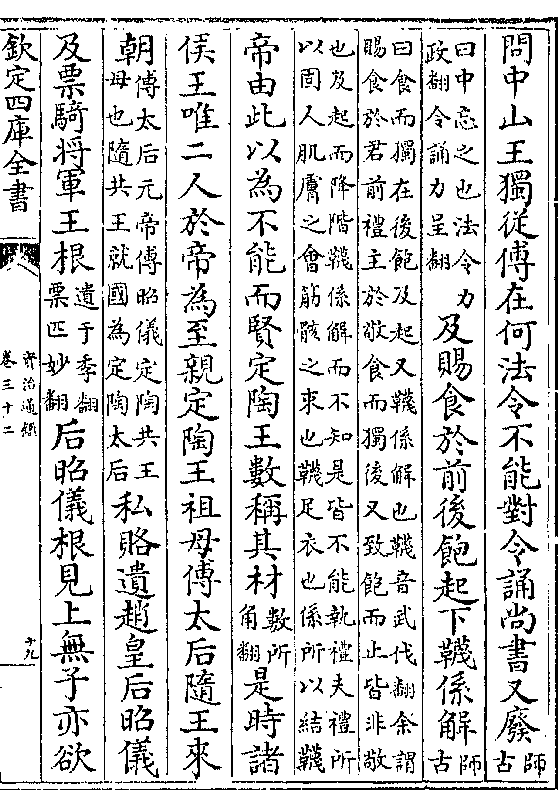 問中山王獨從傅在何法令不能對令誦尚書又廢師古
曰中忘之也法令力政翻令誦力呈翻及賜食於前後飽起下韈係解師古
曰食而獨在後飽及起又韈係解也韈音武伐翻余謂
賜食於君前禮主於敬食而獨後又致飽而止皆非敬
也及起而降階韈係解而不知是皆不能執禮夫禮所
以固人肌膚之會筋骸之束也韈足衣也係所以結韈
帝由此以為不能而賢定陶王數稱其材數所角翻是時諸
侯王唯二人於帝為至親定陶王祖母傅太后隨王來
朝傅太后元帝傅昭儀定陶共王母也隨共王就國為定陶太后私賂遺趙皇后昭儀
及票騎將軍王根遺于季翻票匹妙翻后昭儀根見上無子亦欲
欽定四庫全書
資治通鑑
卷三十二
十九